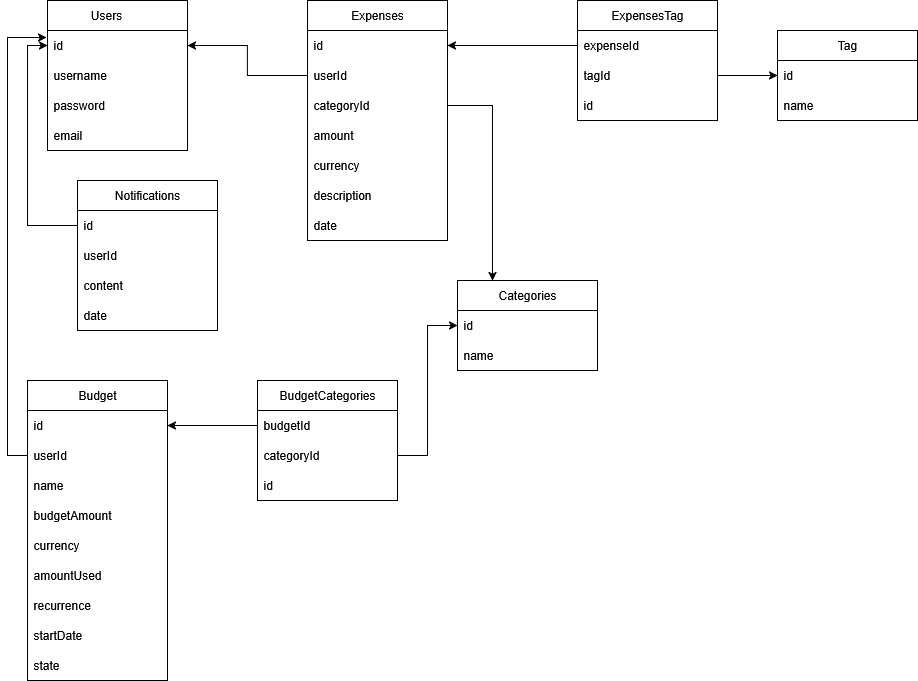 Users
id
username
password
email
Expenses
id
userId
categoryId
amount
currency
description
date
ExpensesTag
expenseId
tagId
id
Tag
id
name
Notifications
id
userId
content
date
Categories
id
name
Budget
id
userId
name
budgetAmount
currency
amountUsed
recurrence
startDate
state
BudgetCategories
budgetId
categoryId
id